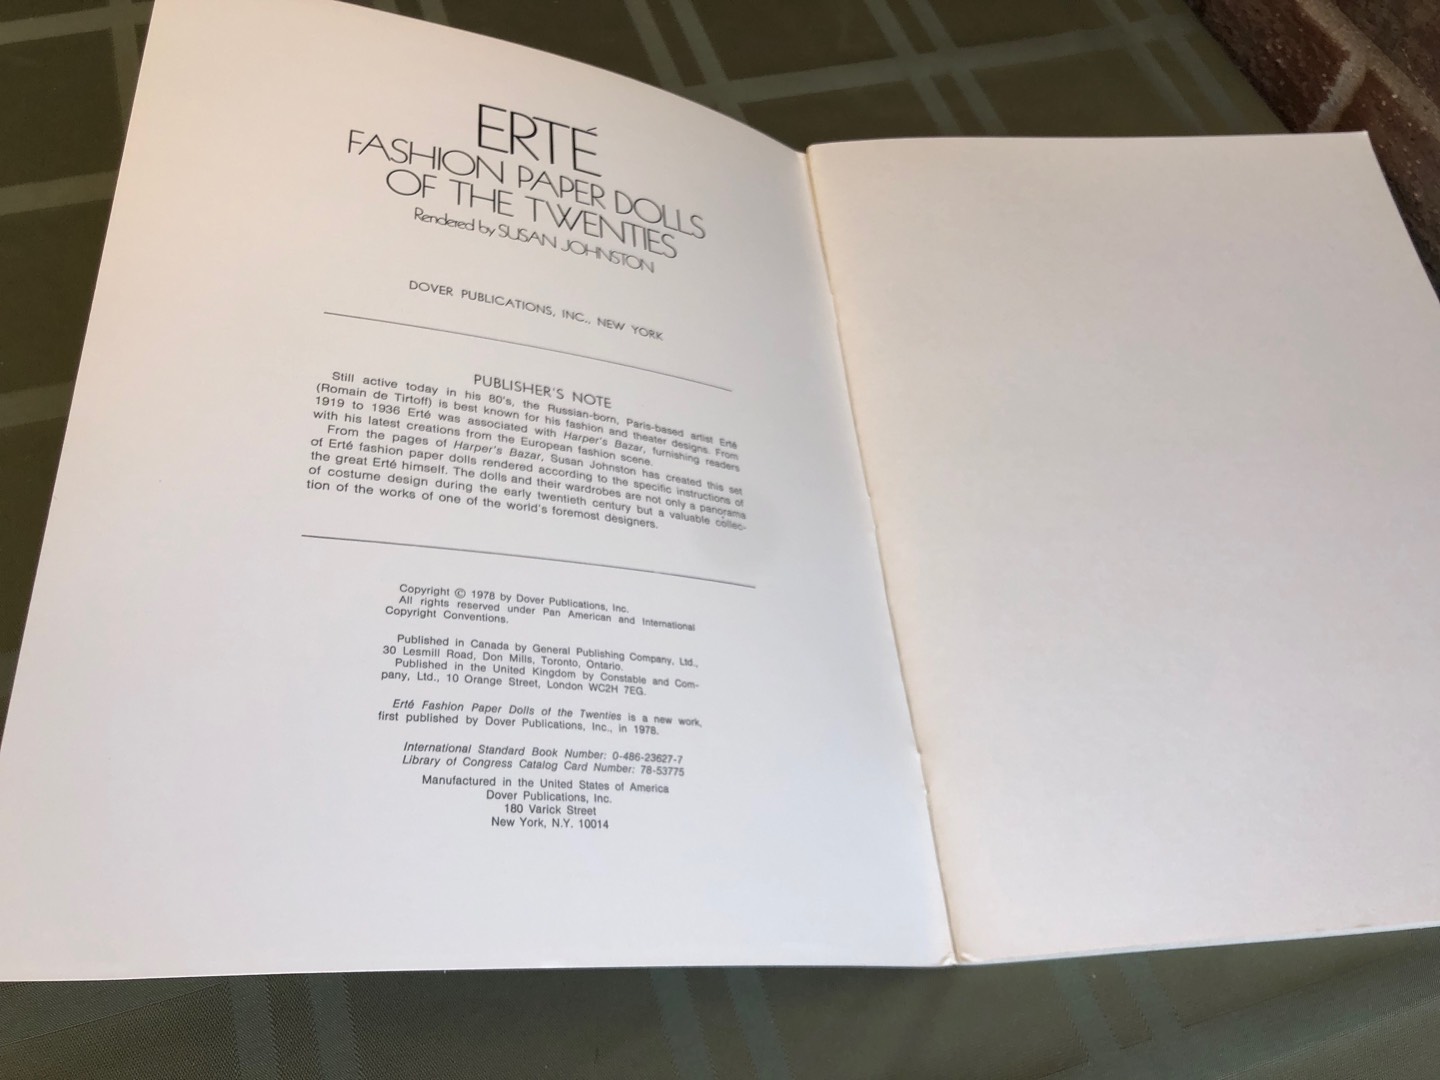 ERTÉ
FASHION PAPER DOLLS
OF THE TWENTIES
Rendered by SUSAN JOHNSTON
DOVER PUBLICATIONS, INC., NEW YORK
PUBLISHER'S NOTE
Still active today in his 80's, the Russian-born, Paris-based artist Erté
(Romain de Tirtoff) is best known for his fashion and theater designs. From
1919 to 1936 Erté was associated with Harper's Bazar, furnishing readers
with his latest creations from the European fashion scene.
From the pages of Harper's Bazar, Susan Johnston has created this set
of Erté fashion paper dolls rendered according to the specific instructions of
the great Erté himself. The dolls and their wardrobes are not only a panorama
of costume design during the early twentieth century but a valuable collec-
tion of the works of one of the world's foremost designers.
Copyright © 1978 by Dover Publications, Inc.
All rights reserved under Pan American and International
Copyright Conventions.
Published in Canada by General Publishing Company, Ltd.,
30 Lesmill Road, Don Mills, Toronto, Ontario.
Published in the United Kingdom by Constable and Com-
pany, Ltd., 10 Orange Street, London WC2H 7EG.
Erté Fashion Paper Dolls of the Twenties is a new work,
first published by Dover Publications, Inc., in 1978.
International Standard Book Number: 0-486-23627-7
Library of Congress Catalog Card Number: 78-53775
Manufactured in the United States of America
Dover Publications, Inc.
180 Varick Street
New York, N.Y. 10014